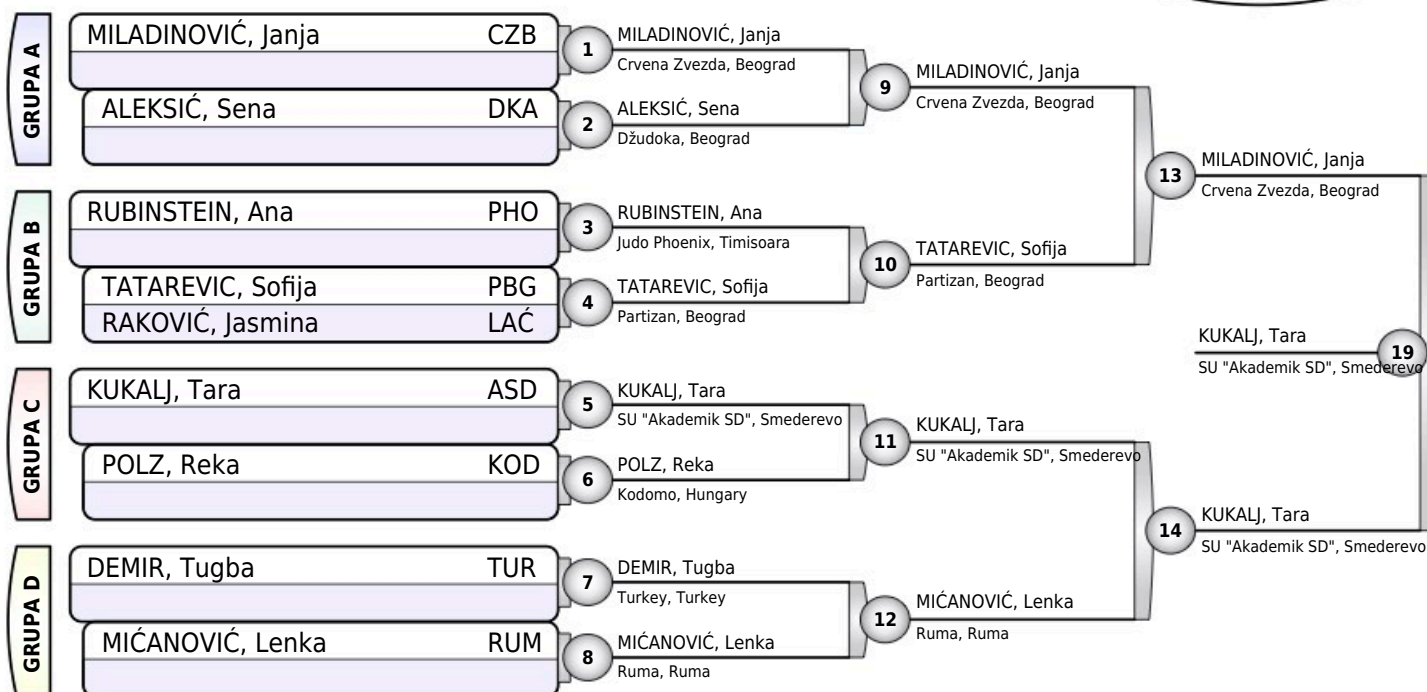 GRUPA A
MILADINOVIĆ, Janja CZB
ALEKSIĆ, Sena DKA
1
MILADINOVIĆ, Janja
Crvena Zvezda, Beograd
2
ALEKSIĆ, Sena
Džudoka, Beograd
9
MILADINOVIĆ, Janja
Crvena Zvezda, Beograd
GRUPA B
RUBINSTEIN, Ana PHO
TATAREVIC, Sofija PBG
RAKOVIĆ, Jasmina LAĆ
3
RUBINSTEIN, Ana
Judo Phoenix, Timisoara
4
TATAREVIC, Sofija
Partizan, Beograd
10
TATAREVIC, Sofija
Partizan, Beograd
13
MILADINOVIĆ, Janja
Crvena Zvezda, Beograd
GRUPA C
KUKALJ, Tara ASD
POLZ, Reka KOD
5
KUKALJ, Tara
SU "Akademik SD", Smederevo
6
POLZ, Reka
Kodomo, Hungary
11
KUKALJ, Tara
SU "Akademik SD", Smederevo
GRUPA D
DEMIR, Tugba TUR
MIĆANOVIĆ, Lenka RUM
7
DEMIR, Tugba
Turkey, Turkey
8
MIĆANOVIĆ, Lenka
Ruma, Ruma
12
MIĆANOVIĆ, Lenka
Ruma, Ruma
14
KUKALJ, Tara
SU "Akademik SD", Smederevo
KUKALJ, Tara
SU "Akademik SD", Smederevo
19